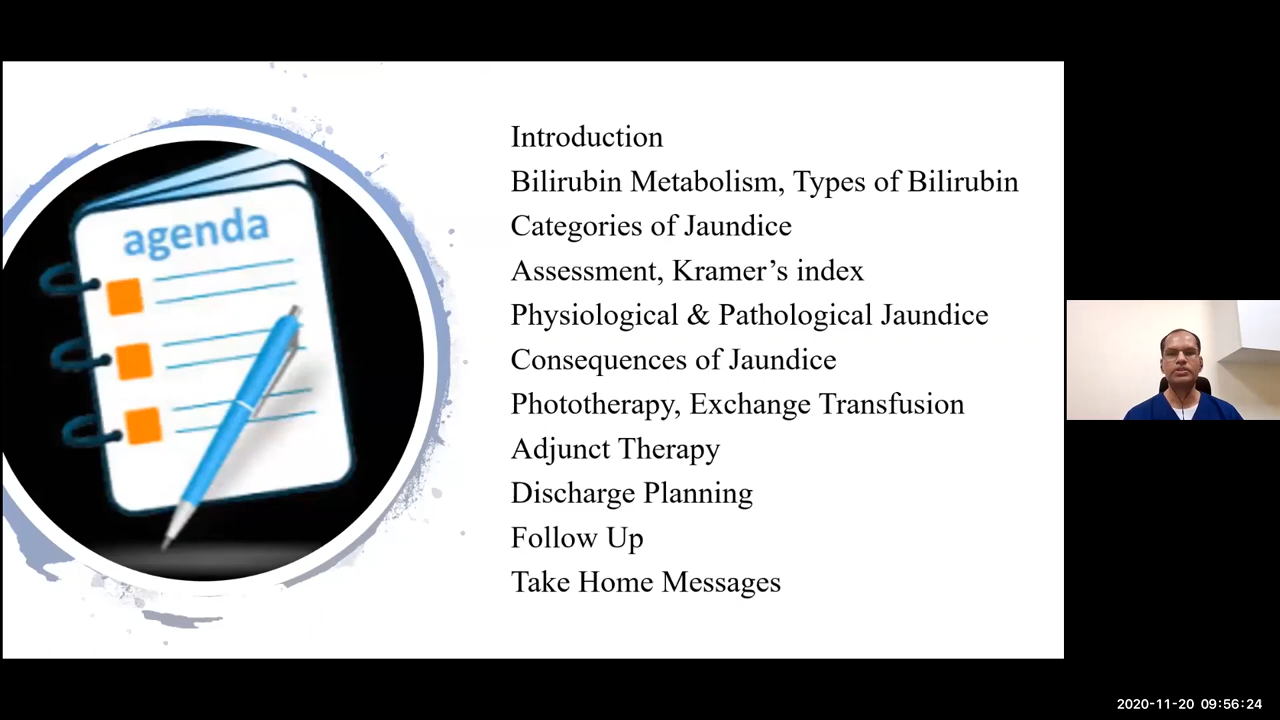 agenda
Introduction
Bilirubin Metabolism, Types of Bilirubin
Categories of Jaundice
Assessment, Kramer’s index
Physiological & Pathological Jaundice
Consequences of Jaundice
Phototherapy, Exchange Transfusion
Adjunct Therapy
Discharge Planning
Follow Up
Take Home Messages
2020-11-20 09:56:24